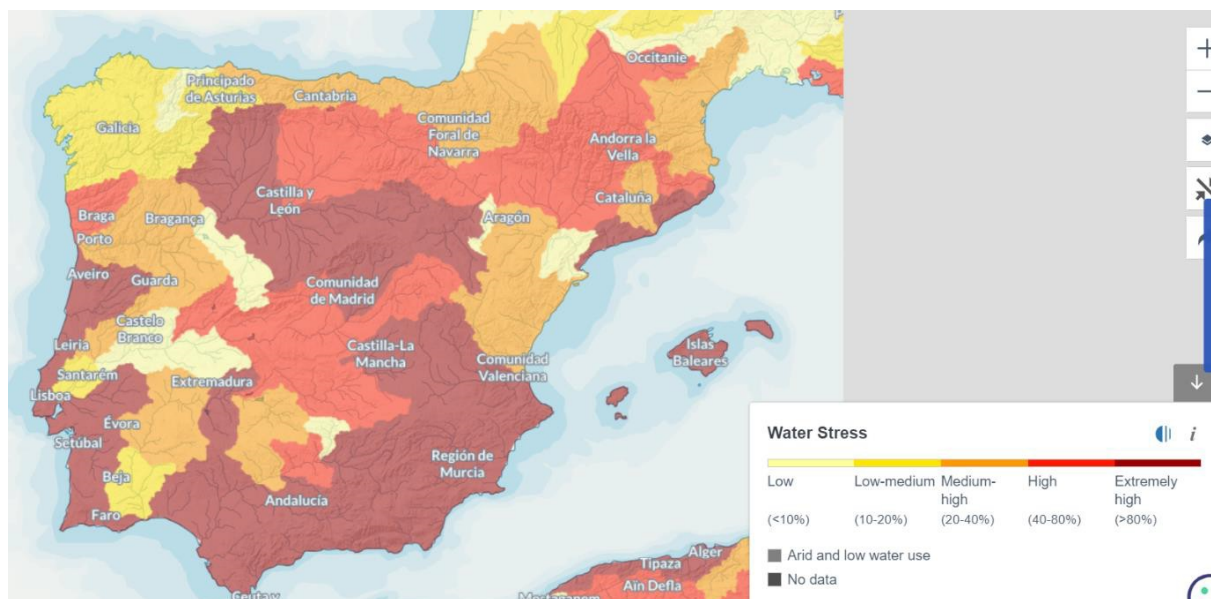 Occitanie
Principado
de Asturias
Cantabria
Galicia
Comunidad
Foral de
Navarra
Andorra la
Vella
Castilla y
León
Cataluña
Braga
Bragança
Aragón
Porto
Aveiro
Guarda
Comunidad
de Madrid
Castelo
Branco
Leiria
Castilla-La
Mancha
Islas
Baleares
Santarém
Extremadura
Comunidad
Valenciana
Lisboa
Évora
Setúbal
Región de
Murcia
Beja
Andalucía
Faro
Alger
Tipaza
Aïn Defla
Ceuta y
Water Stress
i
Low Low-medium Medium-high High Extremely high
(<10%) (10-20%) (20-40%) (40-80%) (>80%)
Arid and low water use
No data